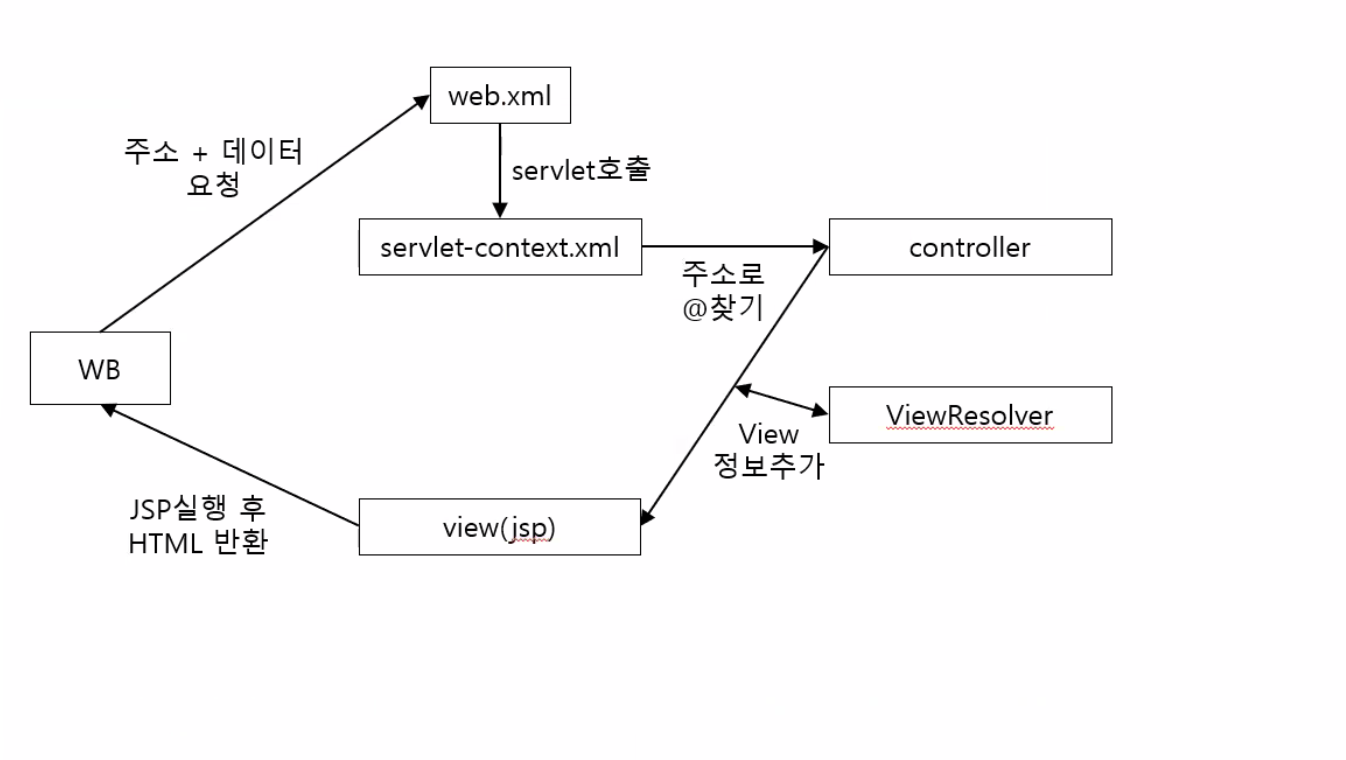 web.xml
주소 + 데이터
요청
servlet호출
servlet-context.xml
controller
주소로
@찾기
WB
ViewResolver
View
정보추가
JSP실행 후
HTML 반환
view(jsp)